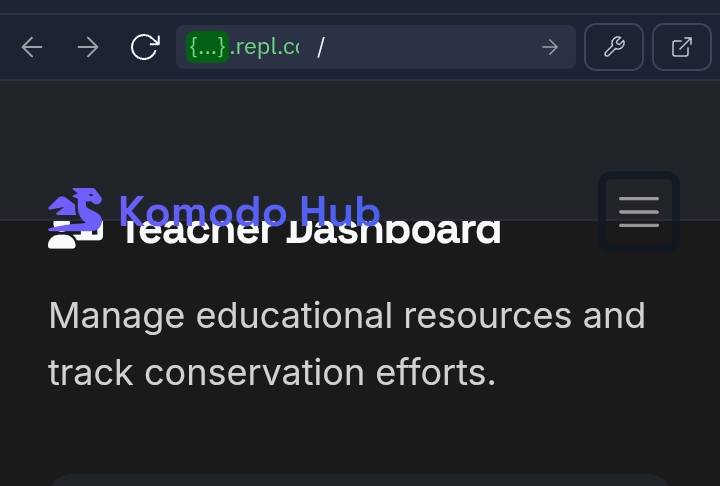 {...}.repl.co /
Komodo Hub
Teacher Dashboard
Manage educational resources and
track conservation efforts.